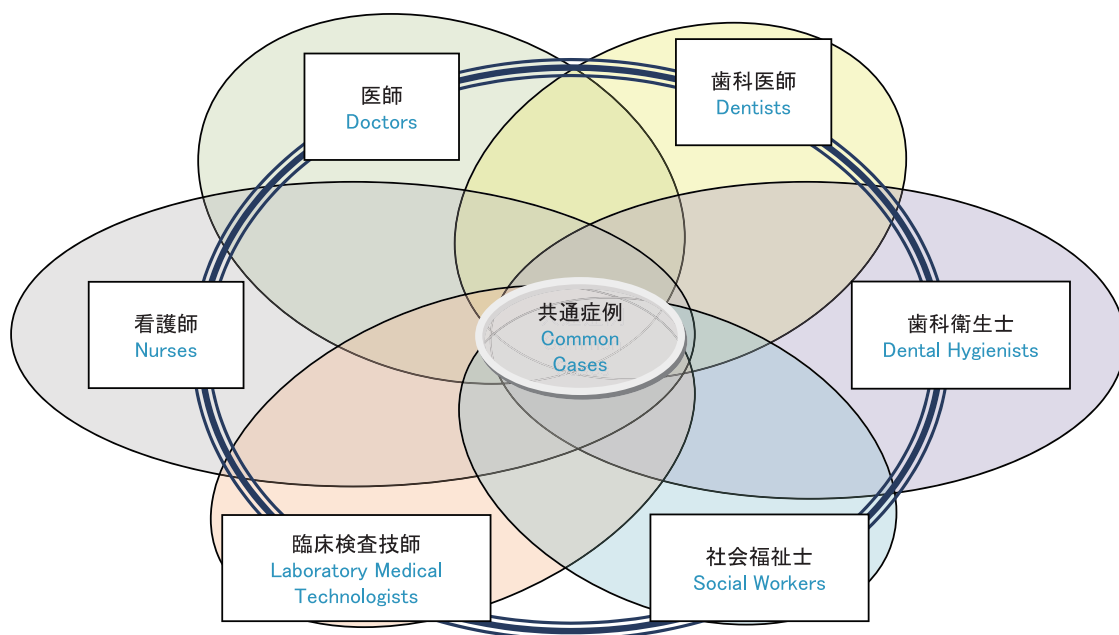 医師
Doctors
歯科医師
Dentists
看護師
Nurses
共通症例
Common
Cases
歯科衛生士
Dental Hygienists
臨床検査技師
Laboratory Medical
Technologists
社会福祉士
Social Workers